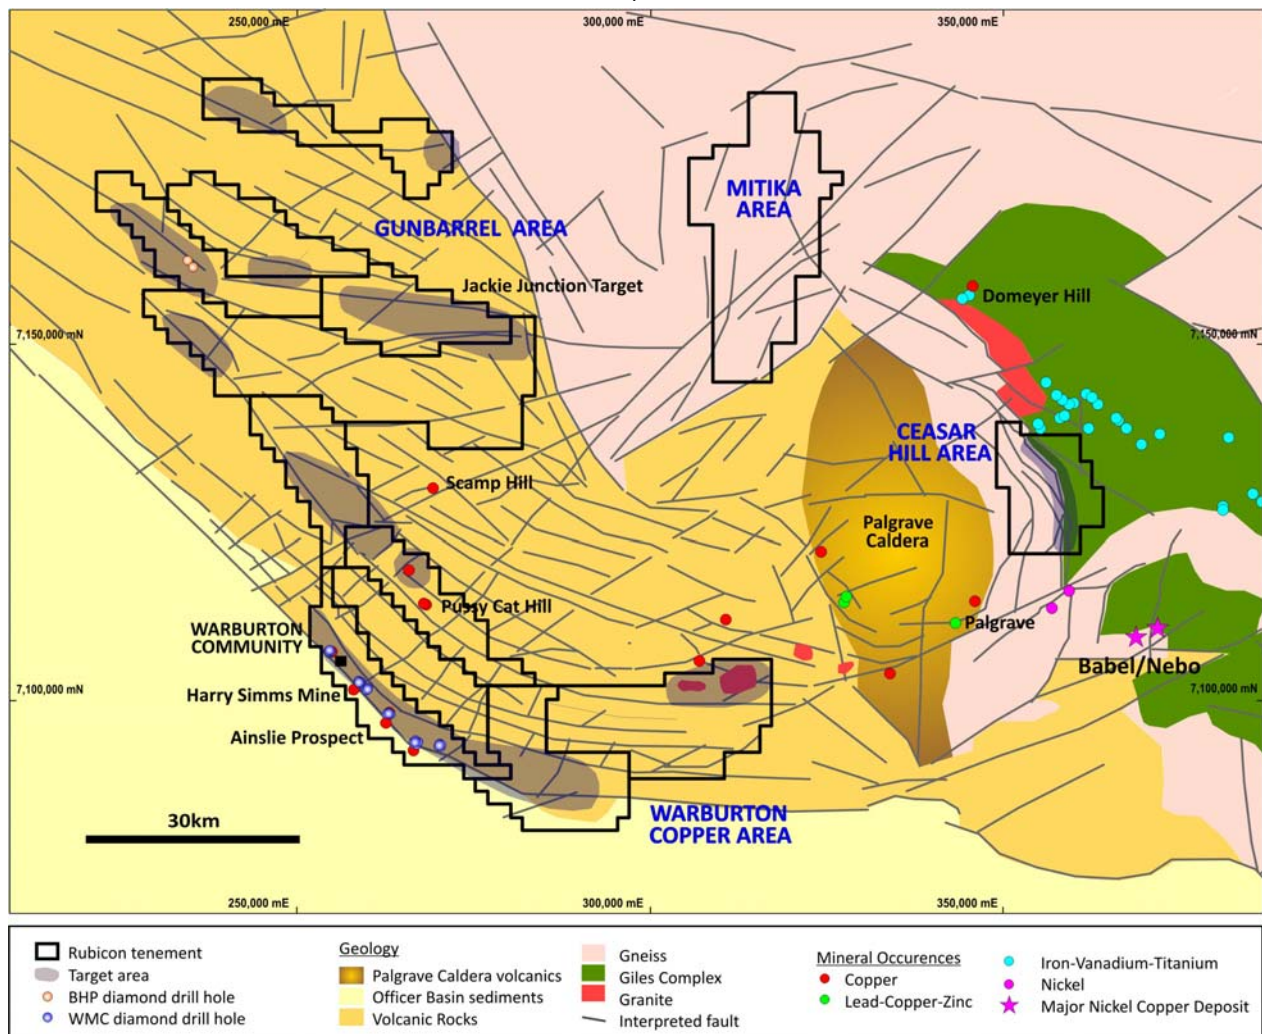 250,000 mE
300,000 mE
350,000 mE
MITIKA
AREA
GUNBARREL AREA
Jackie Junction Target
Domeyer Hill
7,150,000 mN
7,150,000 mN
CEASAR
HILL AREA
Scamp Hill
Palgrave
Caldera
Pussy Cat Hill
Palgrave
WARBURTON
COMMUNITY
Babel/Nebo
Harry Simms Mine
7,100,000 mN
7,100,000 mN
Ainslie Prospect
30km
WARBURTON
COPPER AREA
250,000 mE
300,000 mE
350,000 mE
Rubicon tenement
Target area
BHP diamond drill hole
WMC diamond drill hole
Geology
Palgrave Caldera volcanics
Officer Basin sediments
Volcanic Rocks
Gneiss
Giles Complex
Granite
Interpreted fault
Mineral Occurences
Copper
Lead-Copper-Zinc
Iron-Vanadium-Titanium
Nickel
Major Nickel Copper Deposit